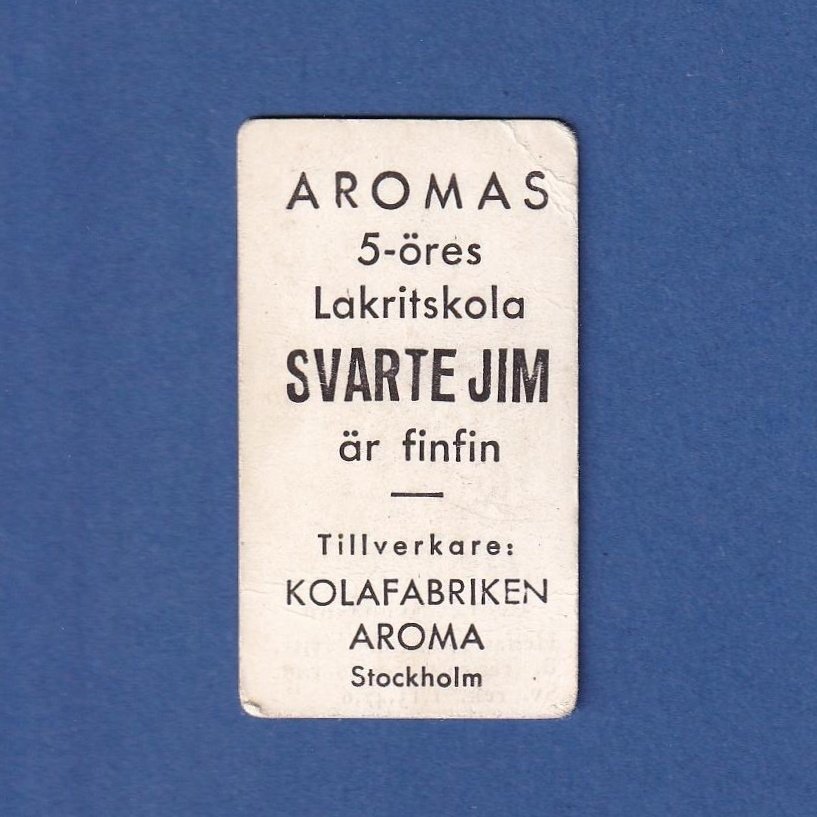 AROMAS
5-öres
Lakritskola
SVARTE JIM
är finfin
Tillverkare:
KOLAFABRIKEN
AROMA
Stockholm